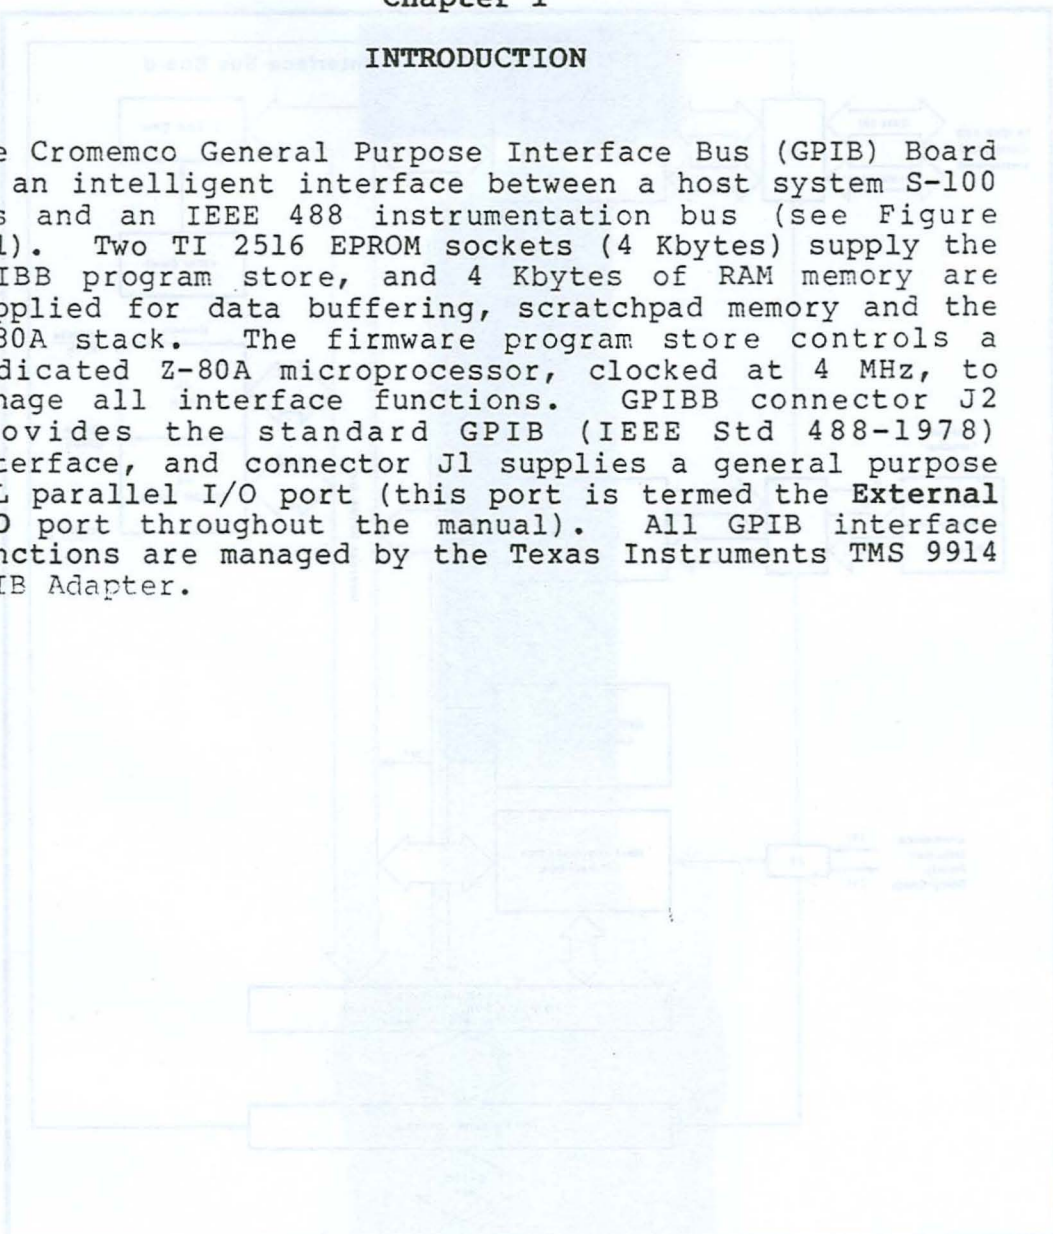 Chapter 1
INTRODUCTION
e Cromemco General Purpose Interface Bus (GPIB) Board
an intelligent interface between a host system S-100
s and an IEEE 488 instrumentation bus (see Figure
1). Two TI 2516 EPROM sockets (4 Kbytes) supply the
IBB program store, and 4 Kbytes of RAM memory are
pplied for data buffering, scratchpad memory and the
80A stack. The firmware program store controls a
dicated Z-80A microprocessor, clocked at 4 MHz, to
nage all interface functions. GPIBB connector J2
ovides the standard GPIB (IEEE Std 488-1978)
terface, and connector J1 supplies a general purpose
L parallel I/O port (this port is termed the External
O port throughout the manual). All GPIB interface
nctions are managed by the Texas Instruments TMS 9914
IB Adapter.